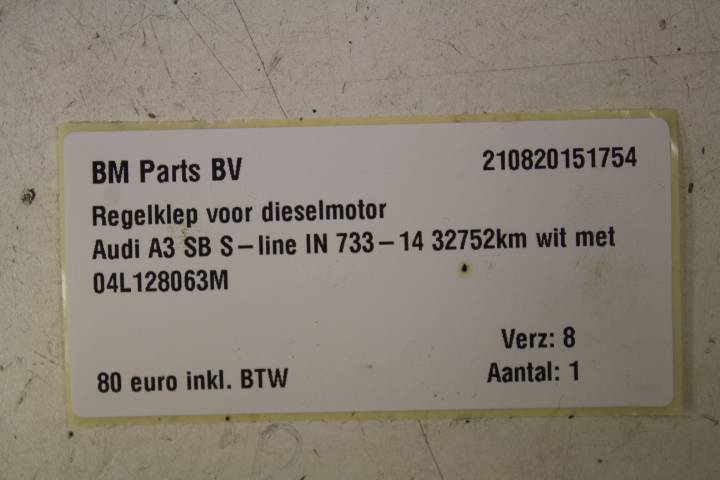 BM Parts BV 210820151754
Regelklep voor dieselmotor
Audi A3 SB S-line IN 733-14 32752km wit met
04L128063M
Verz: 8
80 euro inkl. BTW Aantal: 1